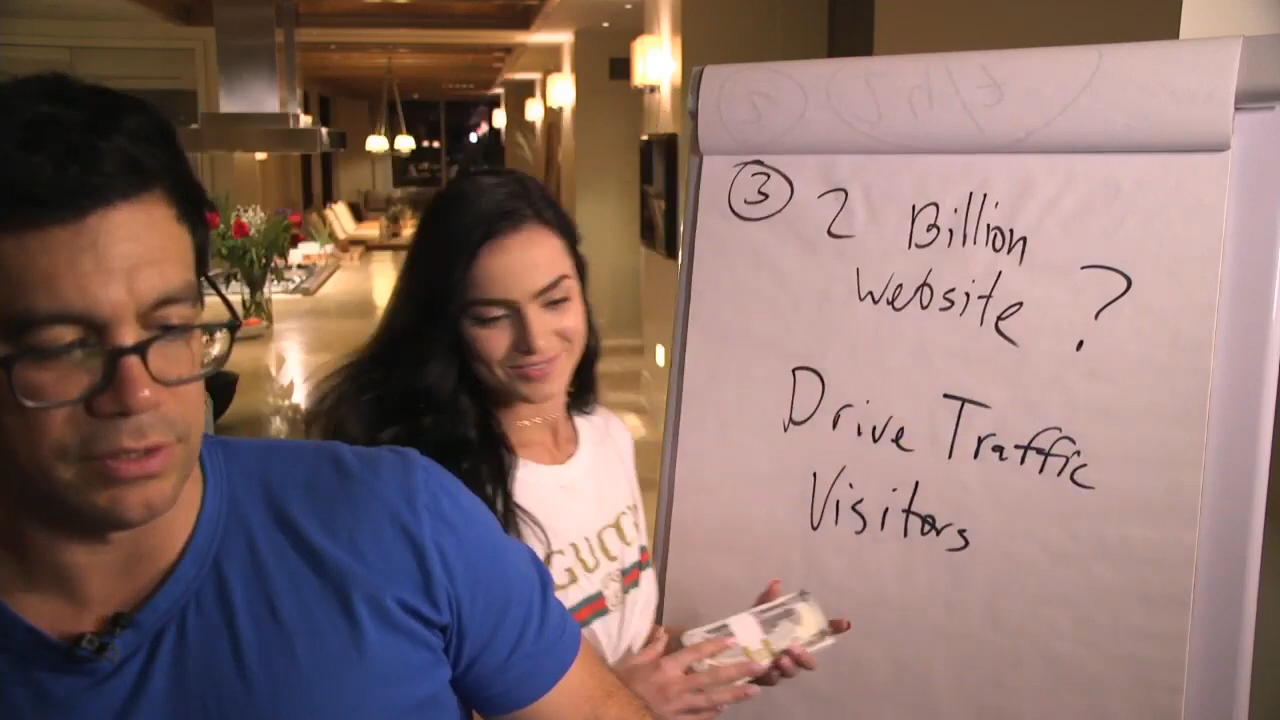 ③ 2 Billion
Website ?
Drive Traffic
Visitors
GUCCI